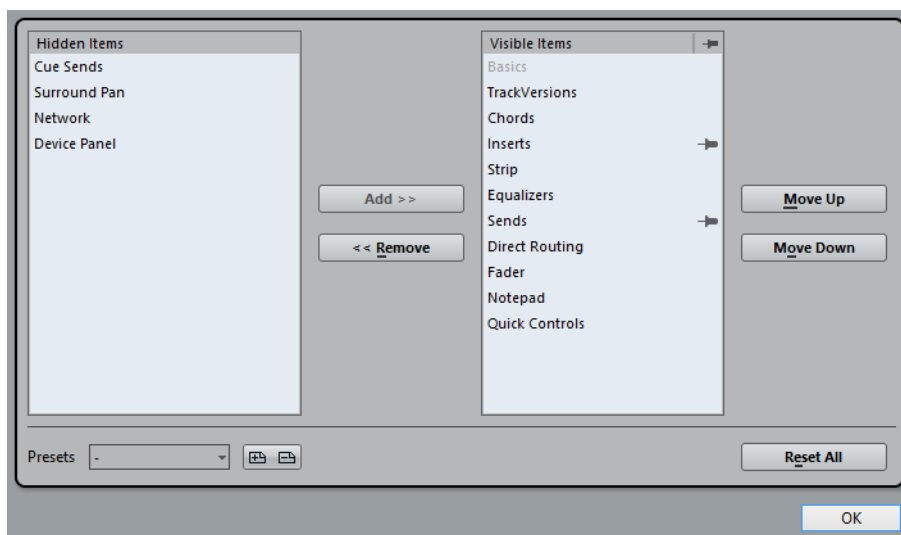 Hidden Items
Cue Sends
Surround Pan
Network
Device Panel
Add >>
<< Remove
Visible Items
Basics
TrackVersions
Chords
Inserts
Strip
Equalizers
Sends
Direct Routing
Fader
Notepad
Quick Controls
Move Up
Move Down
Presets -
Reset All
OK